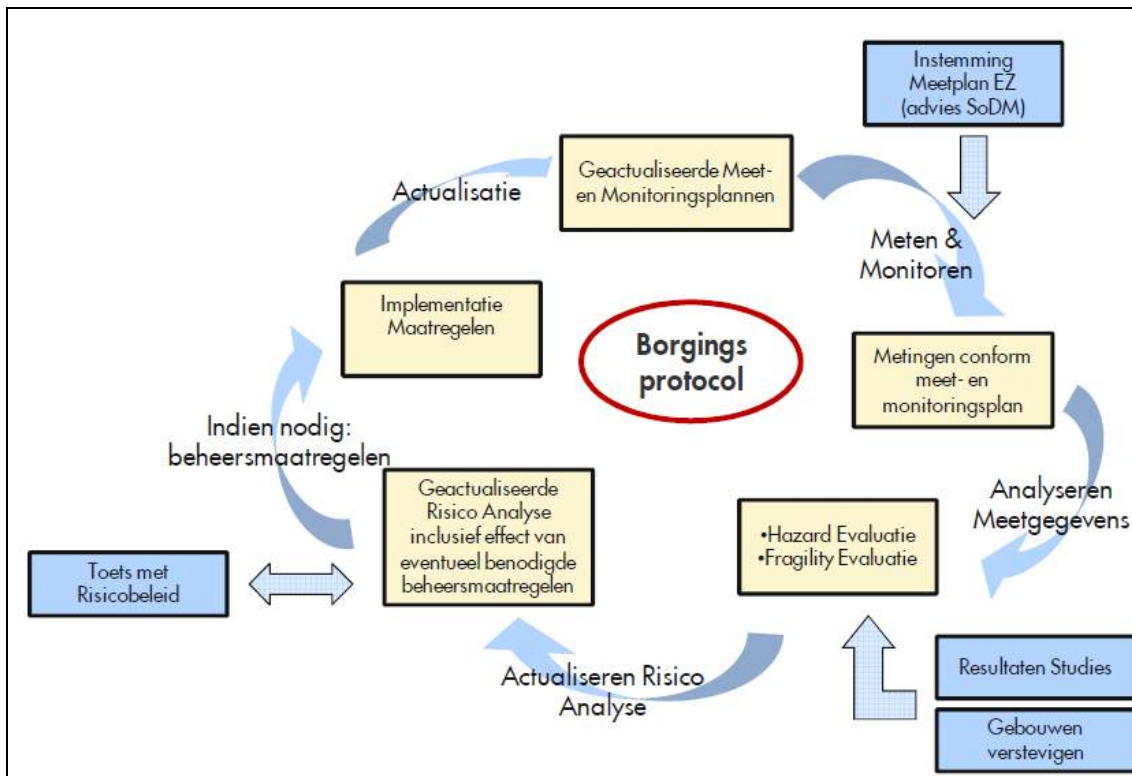 Instemming
Meetplan EZ
(advies SoDM)
Geactualiseerde Meet-
en Monitoringsplannen
Actualisatie
Meten &
Monitoren
Implementatie
Maatregelen
Borgings
protocol
Metingen conform
meet- en
monitoringsplan
Indien nodig:
beheersmaatregelen
Geactualiseerde
Risico Analyse
inclusief effect van
eventueel benodigde
beheersmaatregelen
•Hazard Evaluatie
•Fragility Evaluatie
Analyseren
Meetgegevens
Toets met
Risicobeleid
Actualiseren Risico
Analyse
Resultaten Studies
Gebouwen
verstevigen